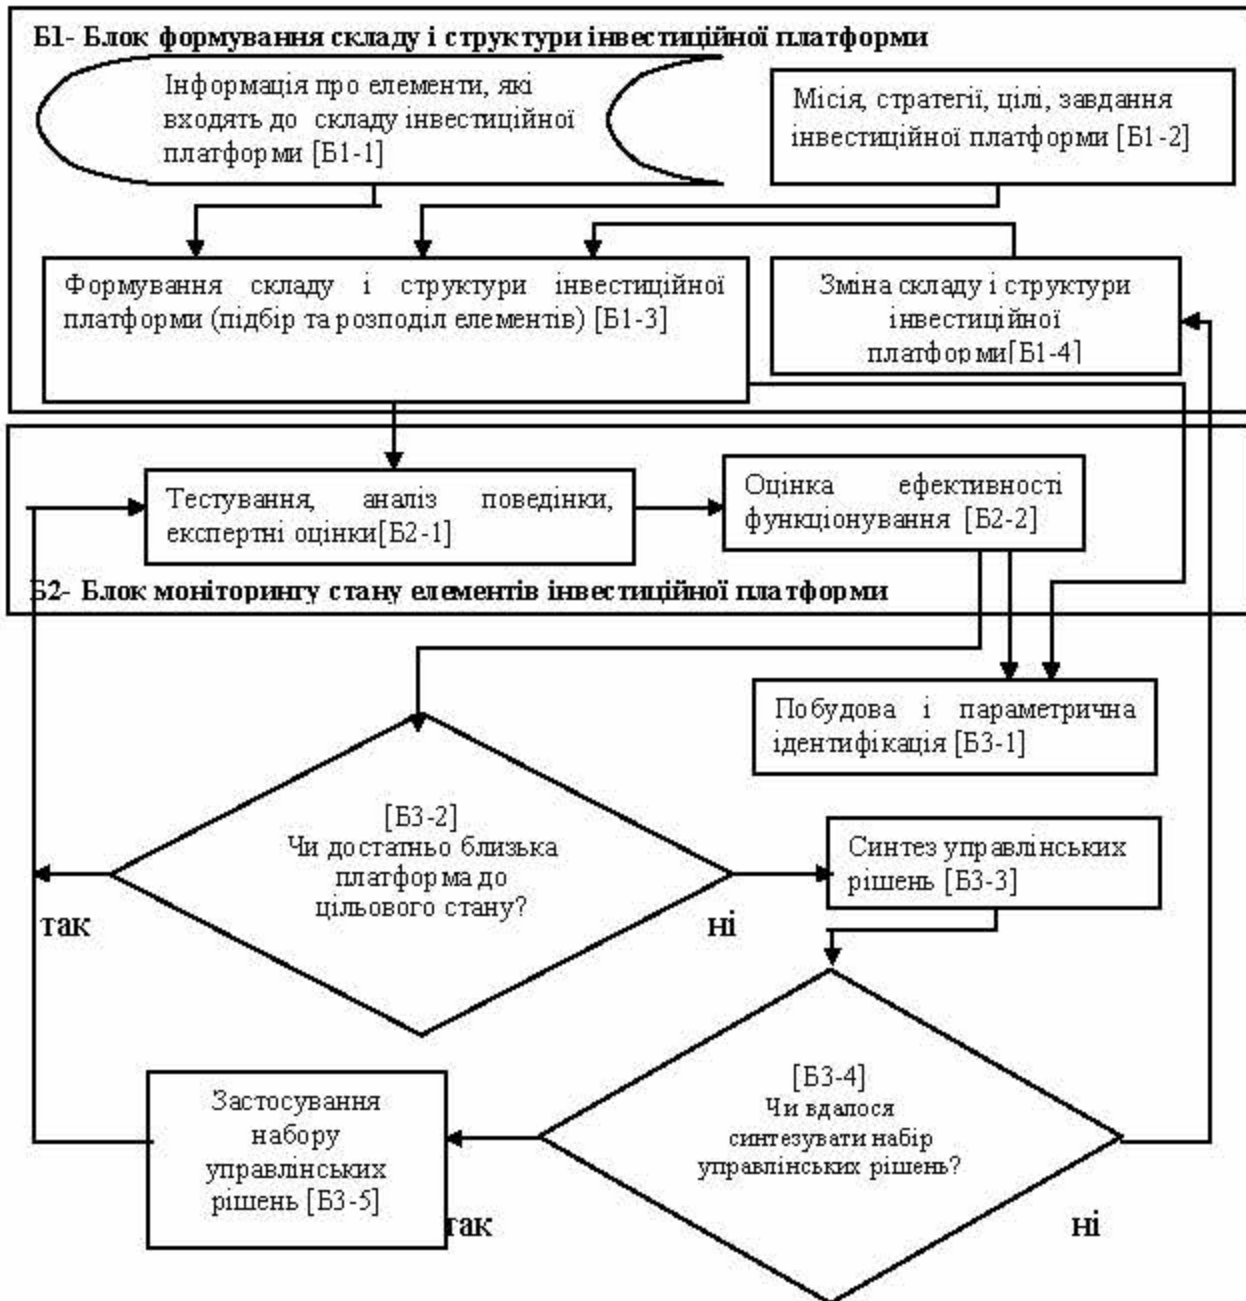 Б1- Блок формування складу і структури інвестиційної платформи
Інформація про елементи, які
входять до складу інвестиційної
платформи [Б1-1]
Місія, стратегії, цілі, завдання
інвестиційної платформи [Б1-2]
Формування складу і структури інвестиційної
платформи (підбір та розподіл елементів) [Б1-3]
Зміна складу і структури
інвестиційної
платформи[Б1-4]
Тестування, аналіз поведінки,
експертні оцінки[Б2-1]
Оцінка ефективності
функціонування [Б2-2]
Б2- Блок моніторингу стану елементів інвестиційної платформи
Побудова і параметрична
ідентифікація [Б3-1]
[Б3-2]
Чи достатньо близька
платформа до
цільового стану?
так
ні
Синтез управлінських
рішень [Б3-3]
[Б3-4]
Чи вдалося
синтезувати набір
управлінських рішень?
Застосування
набору
управлінських
рішень [Б3-5]
так
ні